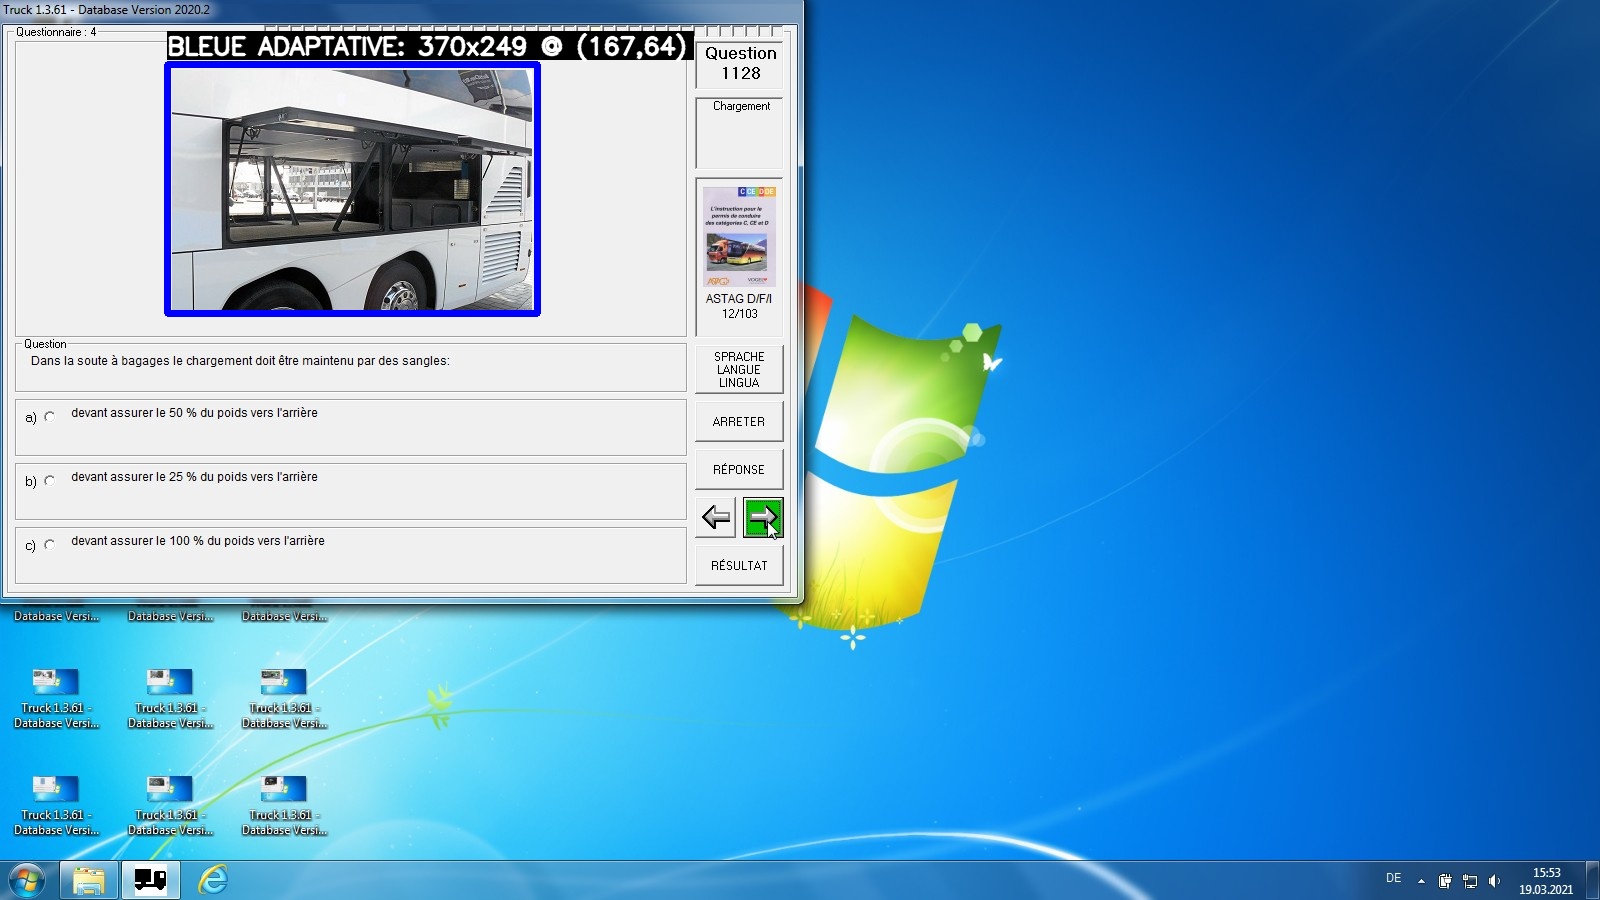 Truck 1.3.61 - Database Version 2020.2
Questionnaire : 4
BLEUE ADAPTATIVE: 370x249 @ (167,64)
Question
1128
Chargement
C CE D DE
L'instruction pour le
permis de conduire
des catégories C, CE et D
ASTAG D/F/I
12/103
Question
Dans la soute à bagages le chargement doit être maintenu par des sangles:
SPRACHE
LANGUE
LINGUA
a) devant assurer le 50 % du poids vers l'arrière
ARRETER
b) devant assurer le 25 % du poids vers l'arrière
RÉPONSE
c) devant assurer le 100 % du poids vers l'arrière
RÉSULTAT
Database Versi... Database Versi... Database Versi...
Truck 1.3.61 - Truck 1.3.61 - Truck 1.3.61 -
Database Versi... Database Versi... Database Versi...
Truck 1.3.61 - Truck 1.3.61 - Truck 1.3.61 -
Database Versi... Database Versi... Database Versi...
DE
15:53
19.03.2021